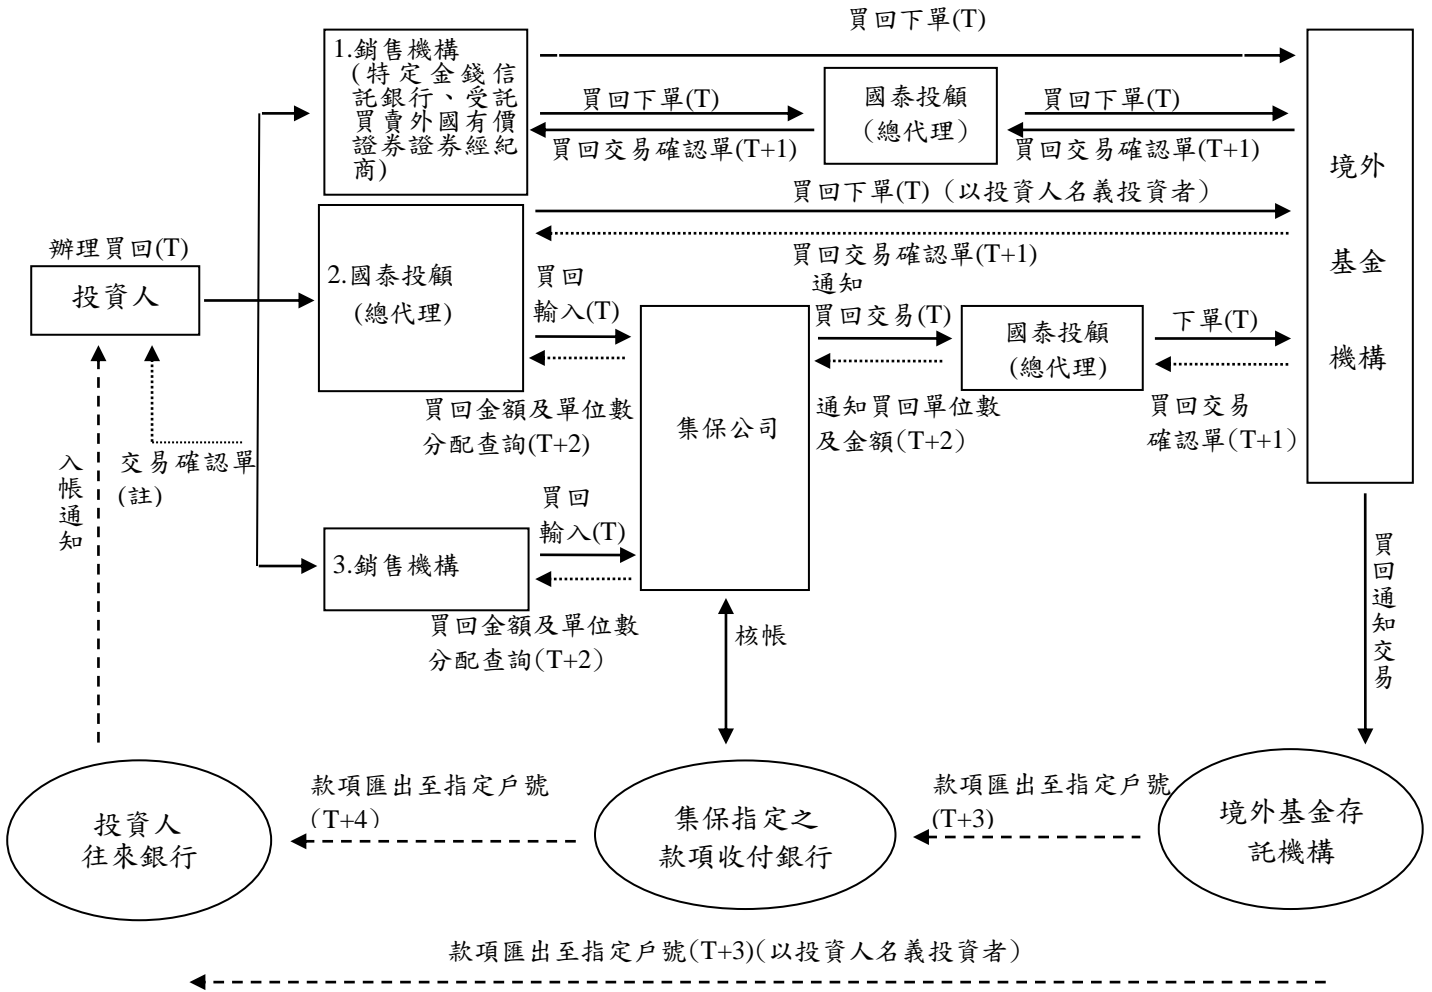 買回下單(T)
1.銷售機構
(特定金錢信
託銀行、受託
買賣外國有價
證券證券經紀
商)
買回下單(T)
買回交易確認單(T+1)
國泰投顧
(總代理)
買回下單(T)
買回交易確認單(T+1)
境外
基金
機構
買回下單(T)（以投資人名義投資者）
買回交易確認單(T+1)
辦理買回(T)
投資人
2.國泰投顧
(總代理)
買回
輸入(T)
買回金額及單位數
分配查詢(T+2)
集保公司
通知
買回交易(T)
通知買回單位數
及金額(T+2)
國泰投顧
(總代理)
下單(T)
買回交易
確認單(T+1)
入帳通知
交易確認單
(註)
3.銷售機構
買回
輸入(T)
買回金額及單位數
分配查詢(T+2)
核帳
買回通知交易
投資人
往來銀行
款項匯出至指定戶號
(T+4)
集保指定之
款項收付銀行
款項匯出至指定戶號
(T+3)
境外基金存
託機構
款項匯出至指定戶號(T+3)(以投資人名義投資者)